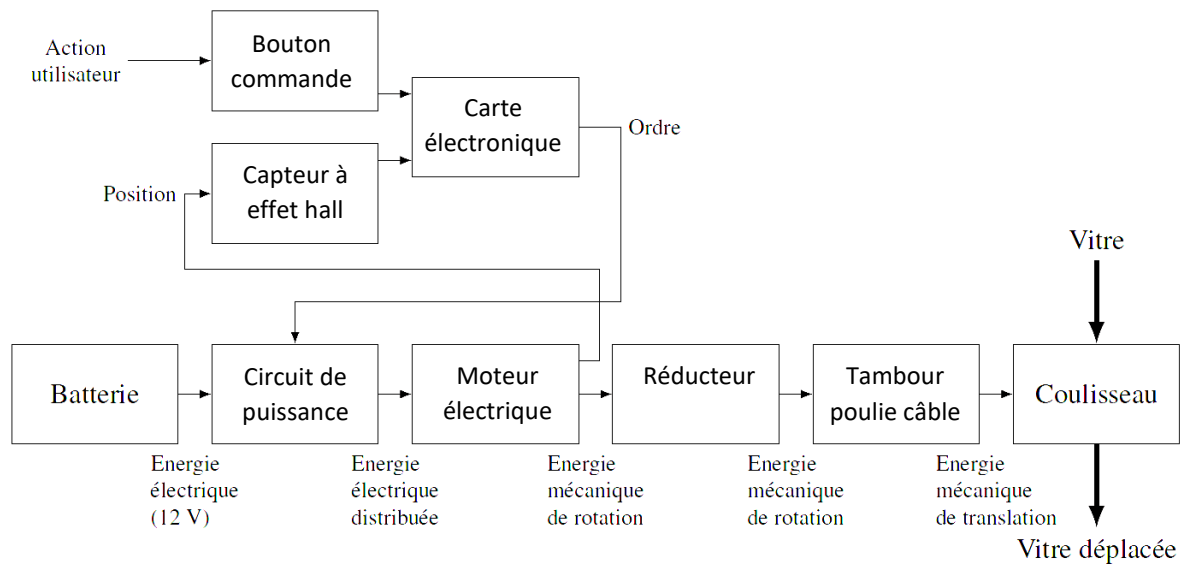 Action
utilisateur
Bouton
commande
Carte
électronique
Ordre
Position
Capteur à
effet hall
Vitre
Batterie
Circuit de
puissance
Moteur
électrique
Réducteur
Tambour
poulie câble
Coulisseau
Energie
électrique
(12 V)
Energie
électrique
distribuée
Energie
mécanique
de rotation
Energie
mécanique
de rotation
Energie
mécanique
de translation
Vitre déplacée